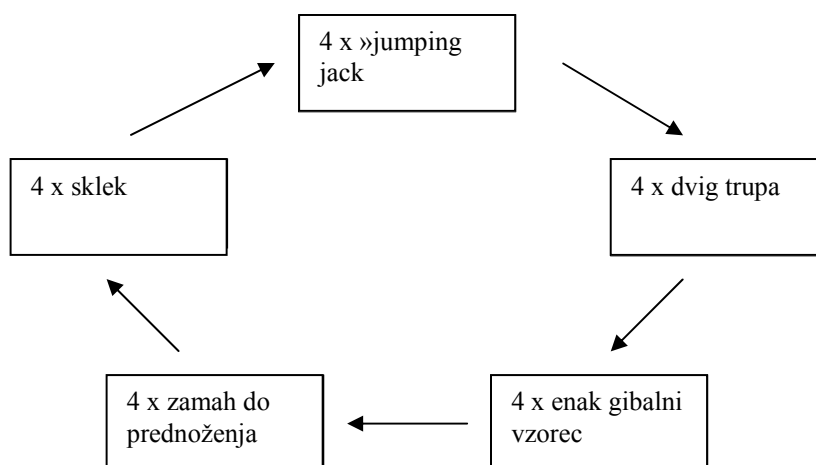 4 x »jumping
jack
4 x sklek
4 x dvig trupa
4 x zamah do
prednoženja
4 x enak gibalni
vzorec